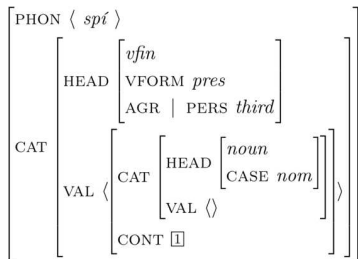 PHON ⟨ spí ⟩
vfin
HEAD VFORM pres
AGR | PERS third
CAT
noun
CAT HEAD CASE nom
VAL ⟨ VAL ⟨⟩ ⟩
CONT 1